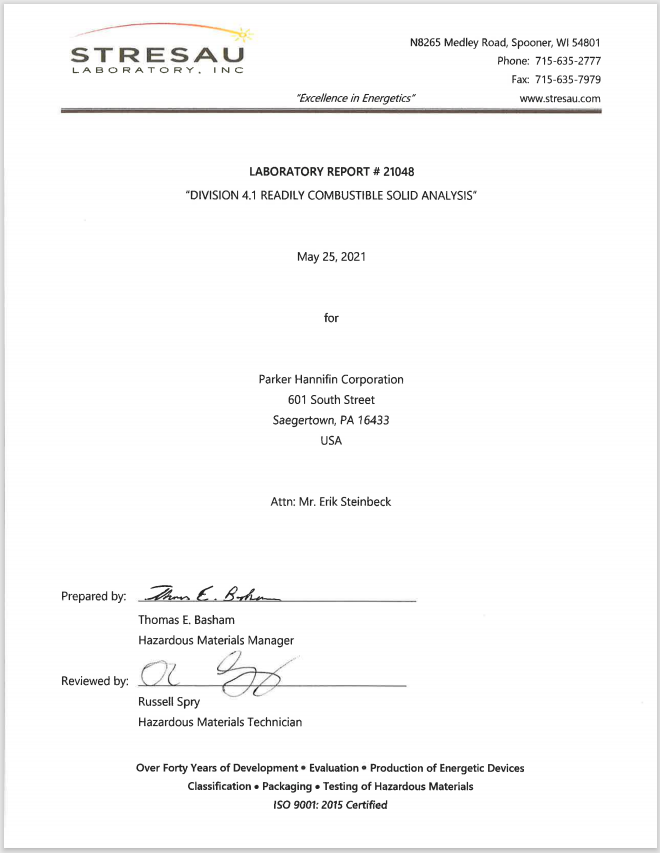 STRESAU
LABORATORY, INC
N8265 Medley Road, Spooner, WI 54801
Phone: 715-635-2777
Fax: 715-635-7979
"Excellence in Energetics"
www.stresau.com
LABORATORY REPORT # 21048
"DIVISION 4.1 READILY COMBUSTIBLE SOLID ANALYSIS"
May 25, 2021
for
Parker Hannifin Corporation
601 South Street
Saegertown, PA 16433
USA
Attn: Mr. Erik Steinbeck
Prepared by: Thomas E. Basham
Thomas E. Basham
Hazardous Materials Manager
Reviewed by:
Russell Spry
Hazardous Materials Technician
Over Forty Years of Development • Evaluation • Production of Energetic Devices
Classification • Packaging • Testing of Hazardous Materials
ISO 9001: 2015 Certified